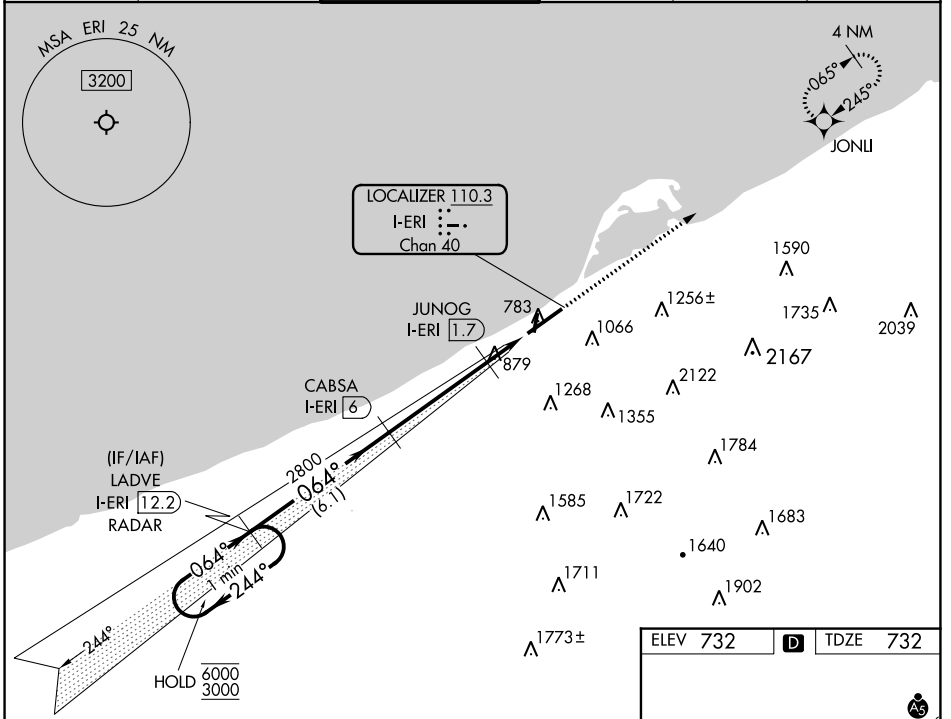 MSA ERI 25 NM
3200
4 NM
065°
245°
JONLI
LOCALIZER 110.3
I-ERI
Chan 40
1590
1256±
1735
2039
JUNOG
I-ERI 1.7
783
1066
879
2167
CABSA
I-ERI 6
1268
2122
1355
(IF/IAF)
LADVE
I-ERI 12.2
RADAR
2800
064°
(6.1)
1784
1585
1722
1683
064°
1 min
244°
1640
1711
1902
244°
1773±
HOLD 6000
3000
ELEV 732 D TDZE 732
A5